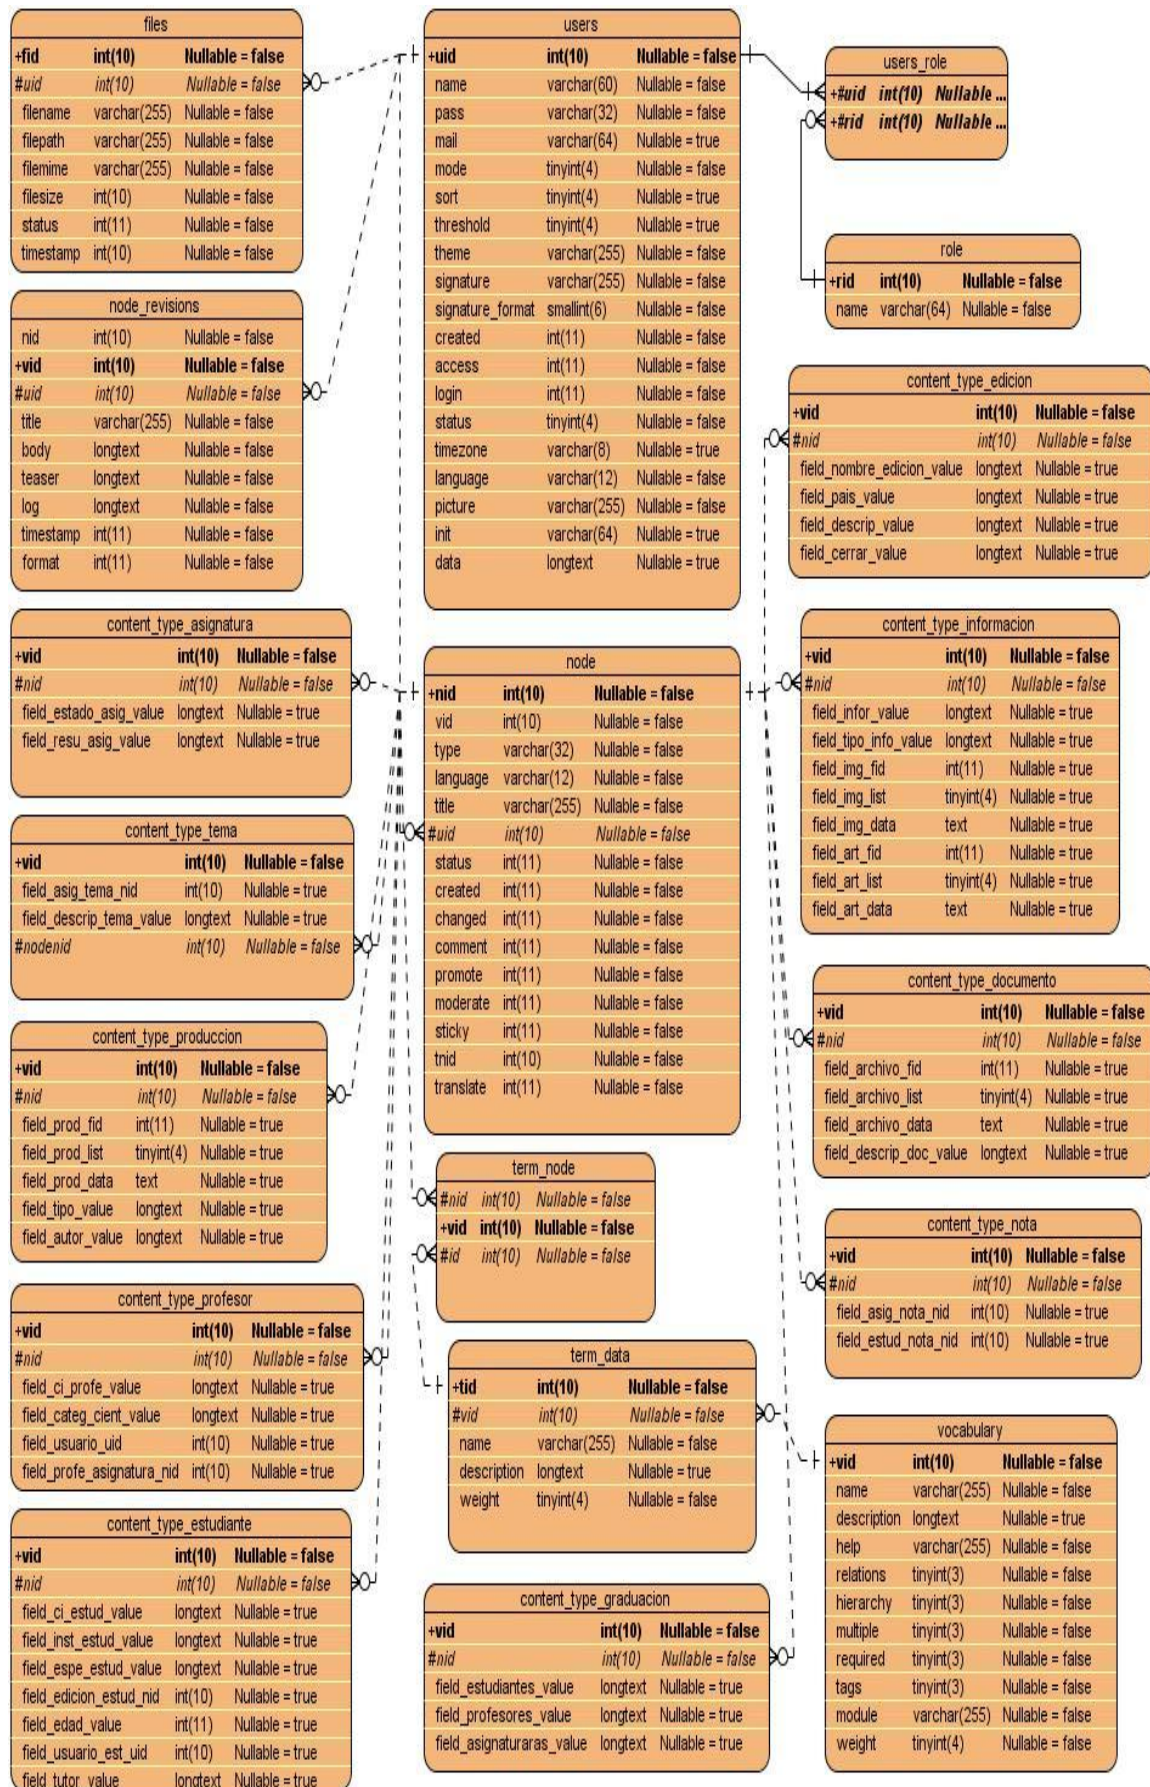 files
+fid int(10) Nullable = false
#uid int(10) Nullable = false
filename varchar(255) Nullable = false
filepath varchar(255) Nullable = false
filemime varchar(255) Nullable = false
filesize int(10) Nullable = false
status int(11) Nullable = false
timestamp int(10) Nullable = false
node_revisions
nid int(10) Nullable = false
+vid int(10) Nullable = false
#uid int(10) Nullable = false
title varchar(255) Nullable = false
body longtext Nullable = false
teaser longtext Nullable = false
log longtext Nullable = false
timestamp int(11) Nullable = false
format int(11) Nullable = false
content_type_asignatura
+vid int(10) Nullable = false
#nid int(10) Nullable = false
field_estado_asig_value longtext Nullable = true
field_resu_asig_value longtext Nullable = true
content_type_tema
+vid int(10) Nullable = false
field_asig_tema_nid int(10) Nullable = true
field_descrip_tema_value longtext Nullable = true
#nodenid int(10) Nullable = false
content_type_produccion
+vid int(10) Nullable = false
#nid int(10) Nullable = false
field_prod_fid int(11) Nullable = true
field_prod_list tinyint(4) Nullable = true
field_prod_data text Nullable = true
field_tipo_value longtext Nullable = true
field_autor_value longtext Nullable = true
content_type_profesor
+vid int(10) Nullable = false
#nid int(10) Nullable = false
field_ci_profe_value longtext Nullable = true
field_categ_cient_value longtext Nullable = true
field_usuario_uid int(10) Nullable = true
field_profe_asignatura_nid int(10) Nullable = true
content_type_estudiante
+vid int(10) Nullable = false
#nid int(10) Nullable = false
field_ci_estud_value longtext Nullable = true
field_inst_estud_value longtext Nullable = true
field_espe_estud_value longtext Nullable = true
field_edicion_estud_nid int(10) Nullable = true
field_edad_value int(11) Nullable = true
field_usuario_est_uid int(10) Nullable = true
field_tutor_value longtext Nullable = true
users
+uid int(10) Nullable = false
name varchar(60) Nullable = false
pass varchar(32) Nullable = false
mail varchar(64) Nullable = true
mode tinyint(4) Nullable = false
sort tinyint(4) Nullable = true
threshold tinyint(4) Nullable = true
theme varchar(255) Nullable = false
signature varchar(255) Nullable = false
signature_format smallint(6) Nullable = false
created int(11) Nullable = false
access int(11) Nullable = false
login int(11) Nullable = false
status tinyint(4) Nullable = false
timezone varchar(8) Nullable = true
language varchar(12) Nullable = false
picture varchar(255) Nullable = false
init varchar(64) Nullable = true
data longtext Nullable = true
node
+nid int(10) Nullable = false
vid int(10) Nullable = false
type varchar(32) Nullable = false
language varchar(12) Nullable = false
title varchar(255) Nullable = false
#uid int(10) Nullable = false
status int(11) Nullable = false
created int(11) Nullable = false
changed int(11) Nullable = false
comment int(11) Nullable = false
promote int(11) Nullable = false
moderate int(11) Nullable = false
sticky int(11) Nullable = false
tnid int(10) Nullable = false
translate int(11) Nullable = false
term_node
#nid int(10) Nullable = false
+vid int(10) Nullable = false
#id int(10) Nullable = false
term_data
+tid int(10) Nullable = false
#vid int(10) Nullable = false
name varchar(255) Nullable = false
description longtext Nullable = true
weight tinyint(4) Nullable = false
content_type_graduacion
+vid int(10) Nullable = false
#nid int(10) Nullable = false
field_estudiantes_value longtext Nullable = true
field_profesores_value longtext Nullable = true
field_asignaturaras_value longtext Nullable = true
users_role
+#uid int(10) Nullable ...
+#rid int(10) Nullable ...
role
+rid int(10) Nullable = false
name varchar(64) Nullable = false
content_type_edicion
+vid int(10) Nullable = false
#nid int(10) Nullable = false
field_nombre_edicion_value longtext Nullable = true
field_pais_value longtext Nullable = true
field_descrip_value longtext Nullable = true
field_cerrar_value longtext Nullable = true
content_type_informacion
+vid int(10) Nullable = false
#nid int(10) Nullable = false
field_infor_value longtext Nullable = true
field_tipo_info_value longtext Nullable = true
field_img_fid int(11) Nullable = true
field_img_list tinyint(4) Nullable = true
field_img_data text Nullable = true
field_art_fid int(11) Nullable = true
field_art_list tinyint(4) Nullable = true
field_art_data text Nullable = true
content_type_documento
+vid int(10) Nullable = false
#nid int(10) Nullable = false
field_archivo_fid int(11) Nullable = true
field_archivo_list tinyint(4) Nullable = true
field_archivo_data text Nullable = true
field_descrip_doc_value longtext Nullable = true
content_type_nota
+vid int(10) Nullable = false
#nid int(10) Nullable = false
field_asig_nota_nid int(10) Nullable = true
field_estud_nota_nid int(10) Nullable = true
vocabulary
+vid int(10) Nullable = false
name varchar(255) Nullable = false
description longtext Nullable = true
help varchar(255) Nullable = false
relations tinyint(3) Nullable = false
hierarchy tinyint(3) Nullable = false
multiple tinyint(3) Nullable = false
required tinyint(3) Nullable = false
tags tinyint(3) Nullable = false
module varchar(255) Nullable = false
weight tinyint(4) Nullable = false